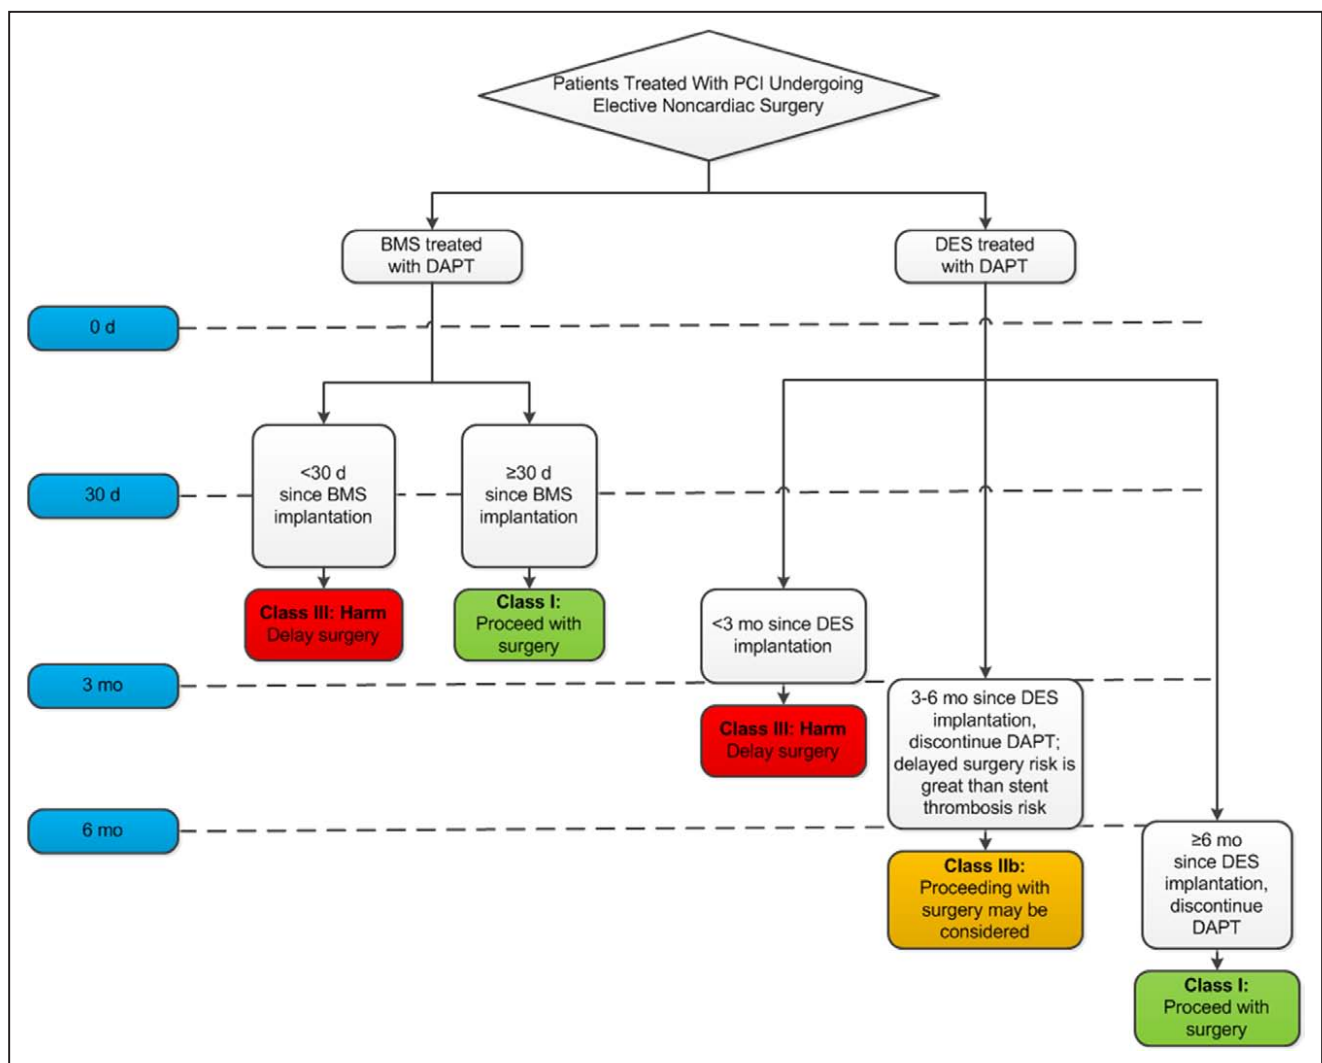 Patients Treated With PCI Undergoing
Elective Noncardiac Surgery
BMS treated
with DAPT
DES treated
with DAPT
0 d
<30 d
since BMS
implantation
≥30 d
since BMS
implantation
30 d
Class III: Harm
Delay surgery
Class I:
Proceed with
surgery
<3 mo since DES
implantation
3 mo
Class III: Harm
Delay surgery
3-6 mo since DES
implantation,
discontinue DAPT;
delayed surgery risk is
great than stent
thrombosis risk
6 mo
≥6 mo
since DES
implantation,
discontinue
DAPT
Class IIb:
Proceeding with
surgery may be
considered
Class I:
Proceed with
surgery